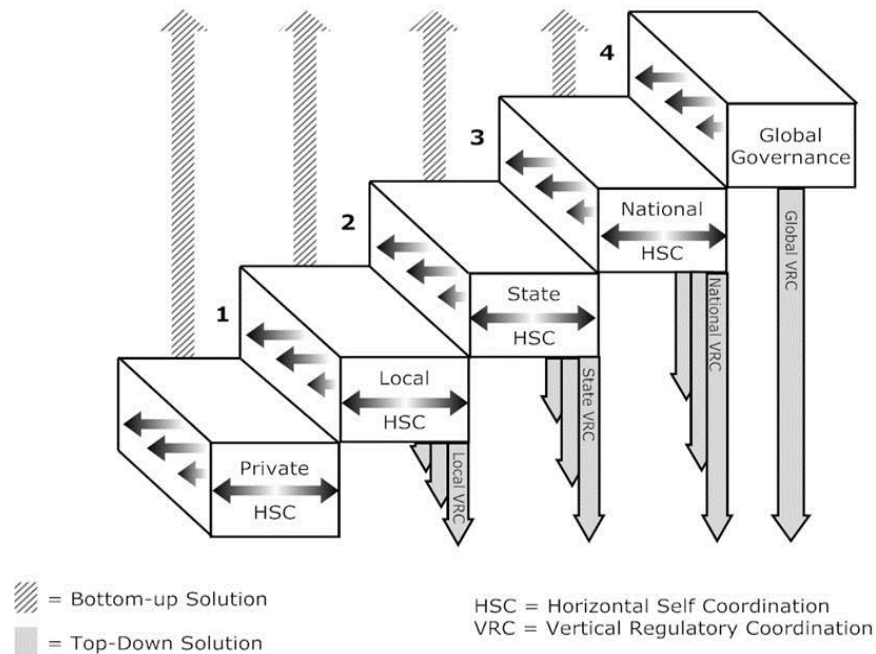 4
Global
Governance
3
National
HSC
Global VRC
2
State
HSC
National VRC
1
Local
HSC
State VRC
Private
HSC
Local VRC
= Bottom-up Solution
= Top-Down Solution
HSC = Horizontal Self Coordination
VRC = Vertical Regulatory Coordination